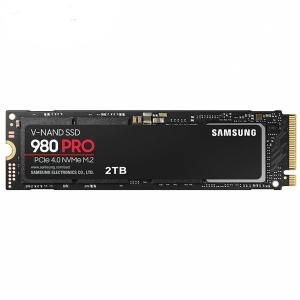 V-NAND SSD
980 PRO
PCIe 4.0 NVMe M.2
SAMSUNG ELECTRONICS CO., LTD.
SAMSUNG
2TB